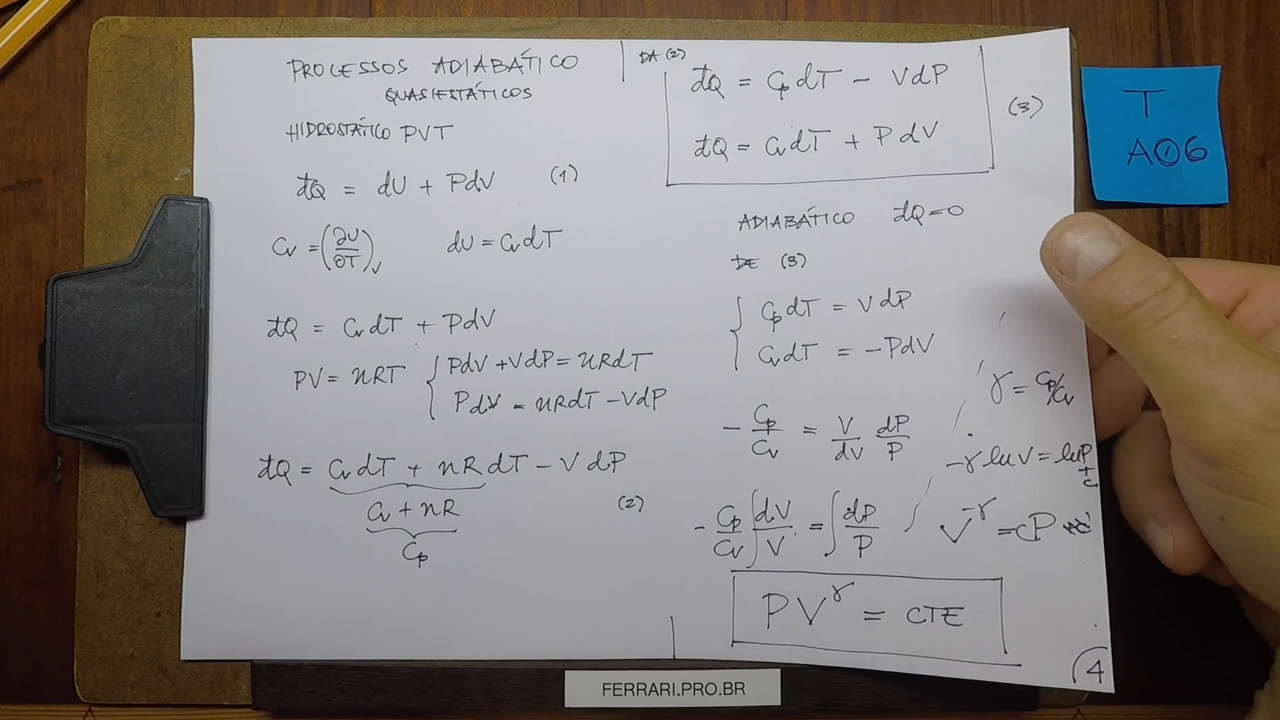 PROCESSOS ADIABÁTICO
QUASIESTÁTICOS
HIDROSTÁTICO PVT
đQ = dU + PdV (1)
Cv = (∂U/∂T)v dU = CvdT
đQ = CvdT + PdV
PV = nRT { PdV + VdP = nRdT
PdV = nRdT - VdP
đQ = CvdT + nRdT - VdP
Cv + nR (2)
Cp
DA (2)
đQ = CpdT - VdP
đQ = CvdT + PdV
(3)
ADIABÁTICO đQ=0
DE (3)
{ CpdT = VdP
CvdT = -PdV
γ = Cp/Cv
- Cp/Cv = V/dV dP/P
-γ lnV = lnP + c
- Cp/Cv ∫ dV/V = ∫ dP/P
V^-γ = cP
PV^γ = CTE
4
T
A06
FERRARI.PRO.BR